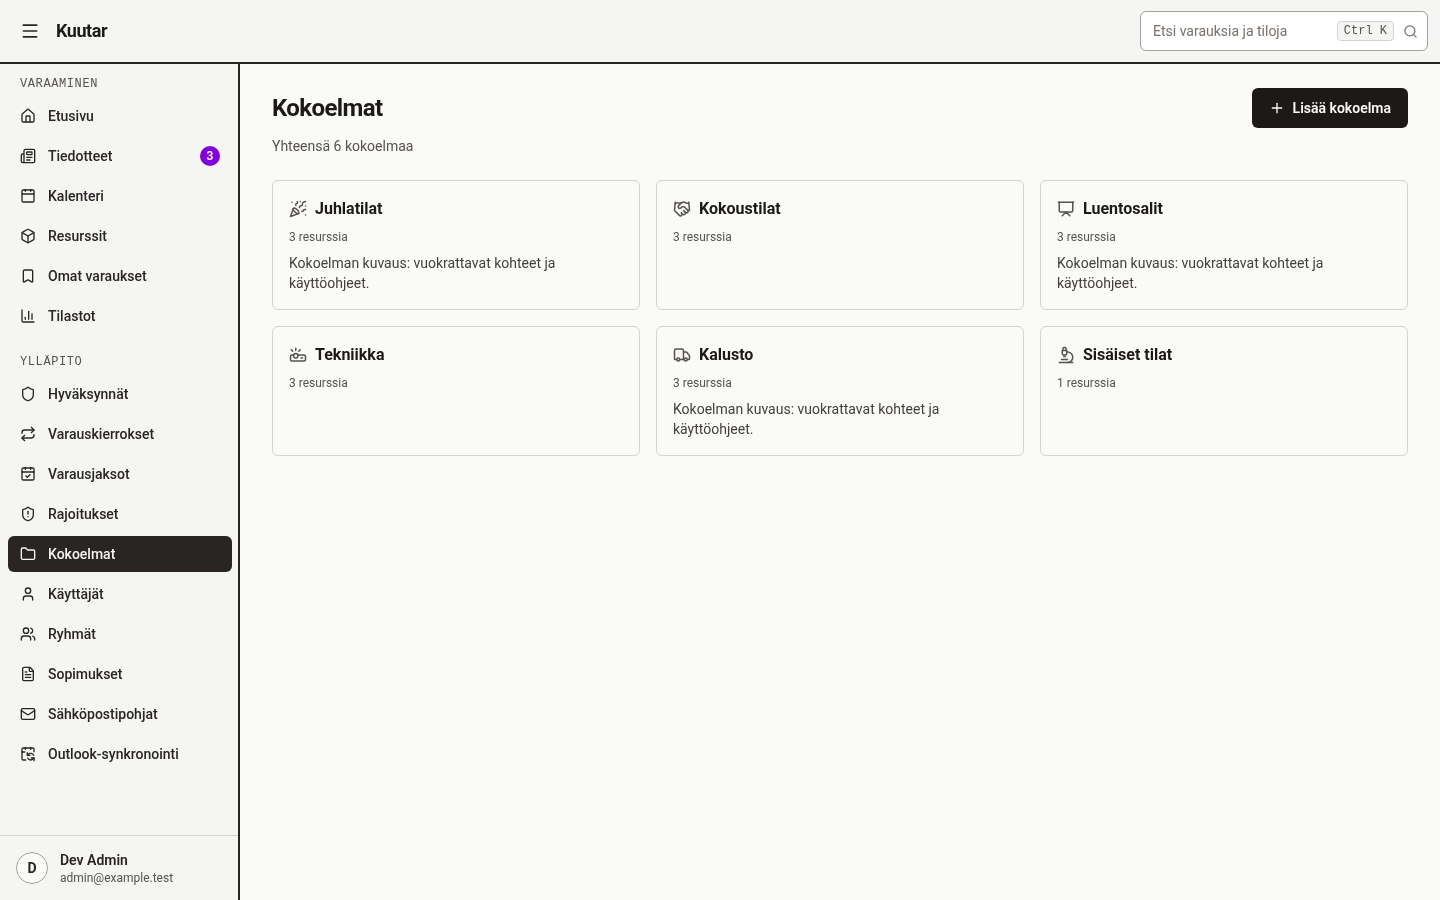 Kuutar
Etsi varauksia ja tiloja
Ctrl K
VARAAMINEN
Etusivu
Tiedotteet
3
Kalenteri
Resurssit
Omat varaukset
Tilastot
YLLÄPITO
Hyväksynnät
Varauskierrokset
Varausjaksot
Rajoitukset
Kokoelmat
Käyttäjät
Ryhmät
Sopimukset
Sähköpostipohjat
Outlook-synkronointi
D
Dev Admin
admin@example.test
Kokoelmat
Lisää kokoelma
Yhteensä 6 kokoelmaa
Juhlatilat
3 resurssia
Kokoelman kuvaus: vuokrattavat kohteet ja
käyttöohjeet.
Kokoustilat
3 resurssia
Luentosalit
3 resurssia
Kokoelman kuvaus: vuokrattavat kohteet ja
käyttöohjeet.
Tekniikka
3 resurssia
Kalusto
3 resurssia
Kokoelman kuvaus: vuokrattavat kohteet ja
käyttöohjeet.
Sisäiset tilat
1 resurssia